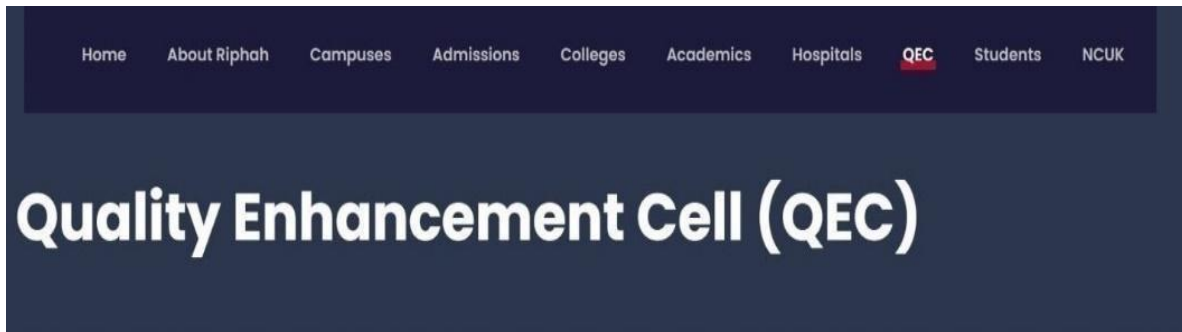 Home About Riphah Campuses Admissions Colleges Academics Hospitals QEC Students NCUK
Quality Enhancement Cell (QEC)